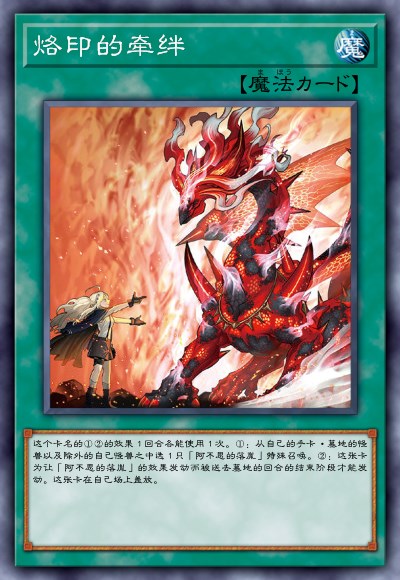 烙印的牵绊
魔
【魔法カード】
まほう
这个卡名的①②的效果1回合各能使用1次。①：从自己的手卡·墓地的怪
兽以及除外的自己怪兽之中选1只「阿不思的落胤」特殊召唤。②：这张卡
为让「阿不思的落胤」的效果发动而被送去墓地的回合的结束阶段才能发
动。这张卡在自己场上盖放。